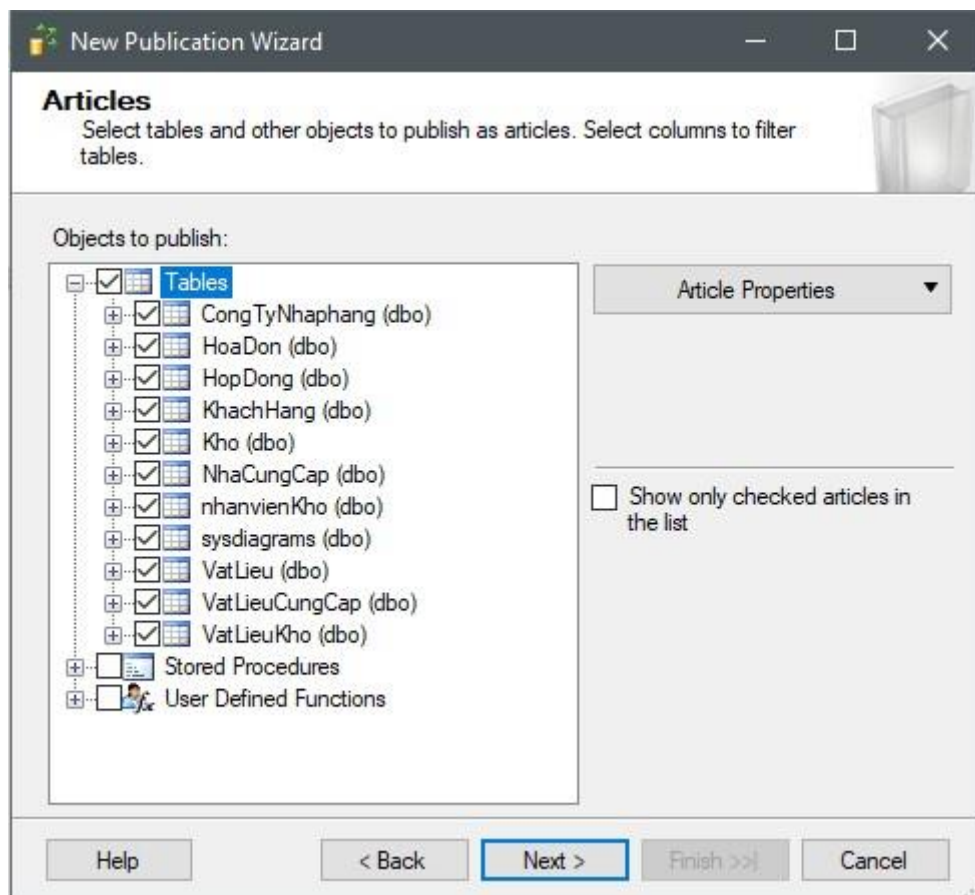 New Publication Wizard
Articles
Select tables and other objects to publish as articles. Select columns to filter
tables.
Objects to publish:
Tables
CongTyNhaphang (dbo)
HoaDon (dbo)
HopDong (dbo)
KhachHang (dbo)
Kho (dbo)
NhaCungCap (dbo)
nhanvienKho (dbo)
sysdiagrams (dbo)
VatLieu (dbo)
VatLieuCungCap (dbo)
VatLieuKho (dbo)
Stored Procedures
User Defined Functions
Article Properties
Show only checked articles in
the list
Help
< Back
Next >
Finish >>|
Cancel